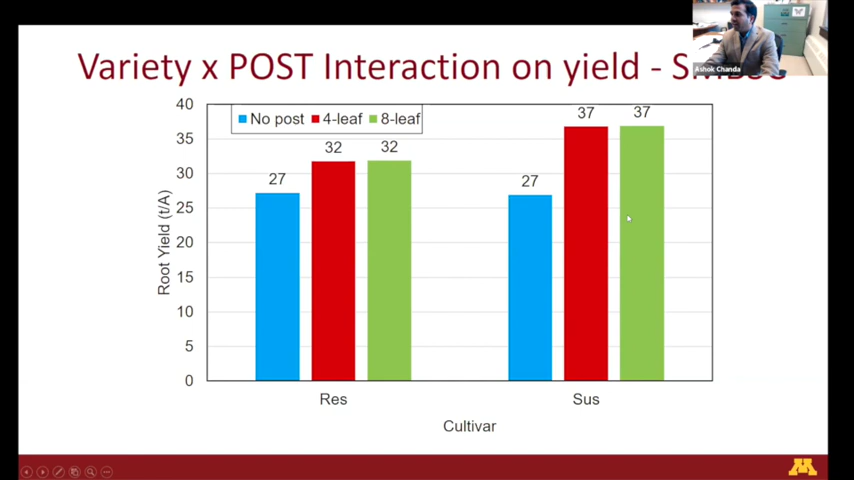 Variety x POST Interaction on yield -
Ashok Chanda
No post 4-leaf 8-leaf
40
35
30
25
20
15
10
5
0
Root Yield (t/A)
27
32
32
27
37
37
Res
Sus
Cultivar
M